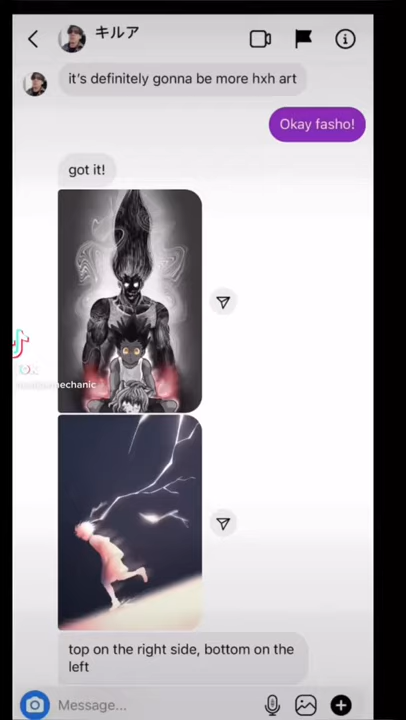 キルア
it's definitely gonna be more hxh art
Okay fasho!
got it!
top on the right side, bottom on the
left
Message...